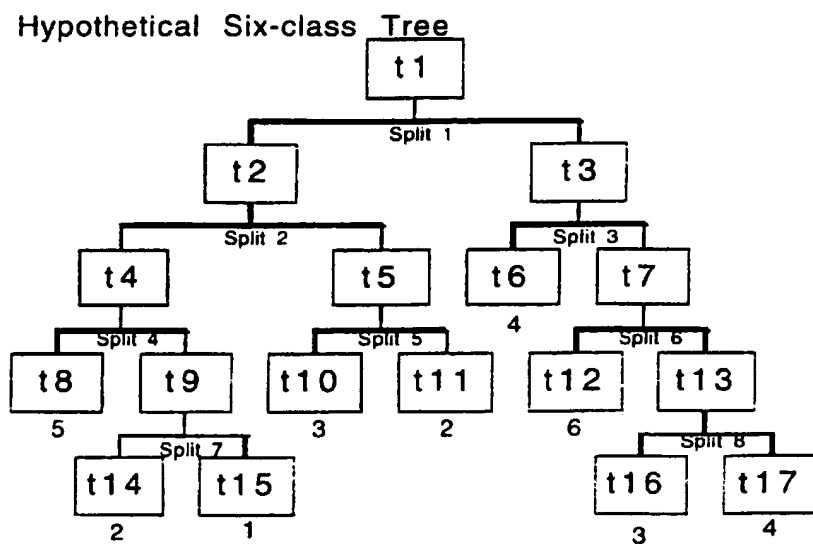 Hypothetical Six-class Tree
t1
Split 1
t2 t3
Split 2 Split 3
t4 t5 t6 t7
4
Split 4 Split 5 Split 6
t8 t9 t10 t11 t12 t13
5 3 2 6
Split 7 Split 8
t14 t15 t16 t17
2 1 3 4